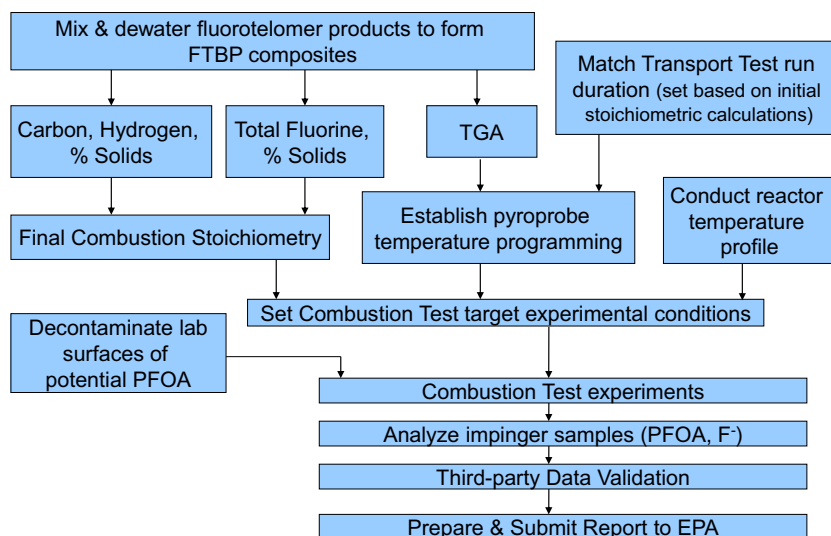 Mix & dewater fluorotelomer products to form
FTBP composites
Match Transport Test run
duration (set based on initial
stoichiometric calculations)
Carbon, Hydrogen,
% Solids
Total Fluorine,
% Solids
TGA
Conduct reactor
temperature
profile
Establish pyroprobe
temperature programming
Final Combustion Stoichiometry
Set Combustion Test target experimental conditions
Decontaminate lab
surfaces of
potential PFOA
Combustion Test experiments
Analyze impinger samples (PFOA, F⁻)
Third-party Data Validation
Prepare & Submit Report to EPA